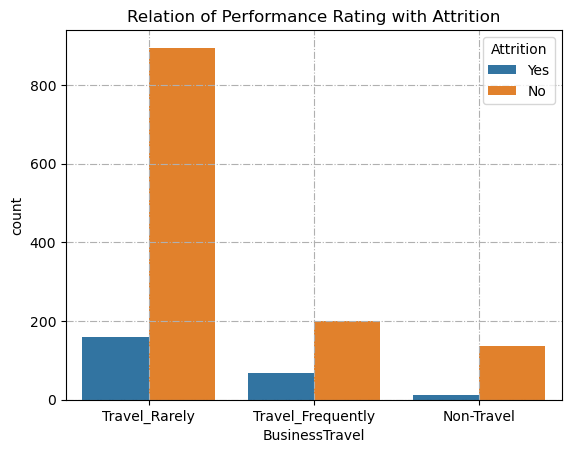 Relation of Performance Rating with Attrition
Attrition
Yes
No
800
600
400
200
0
count
Travel_Rarely
Travel_Frequently
Non-Travel
BusinessTravel